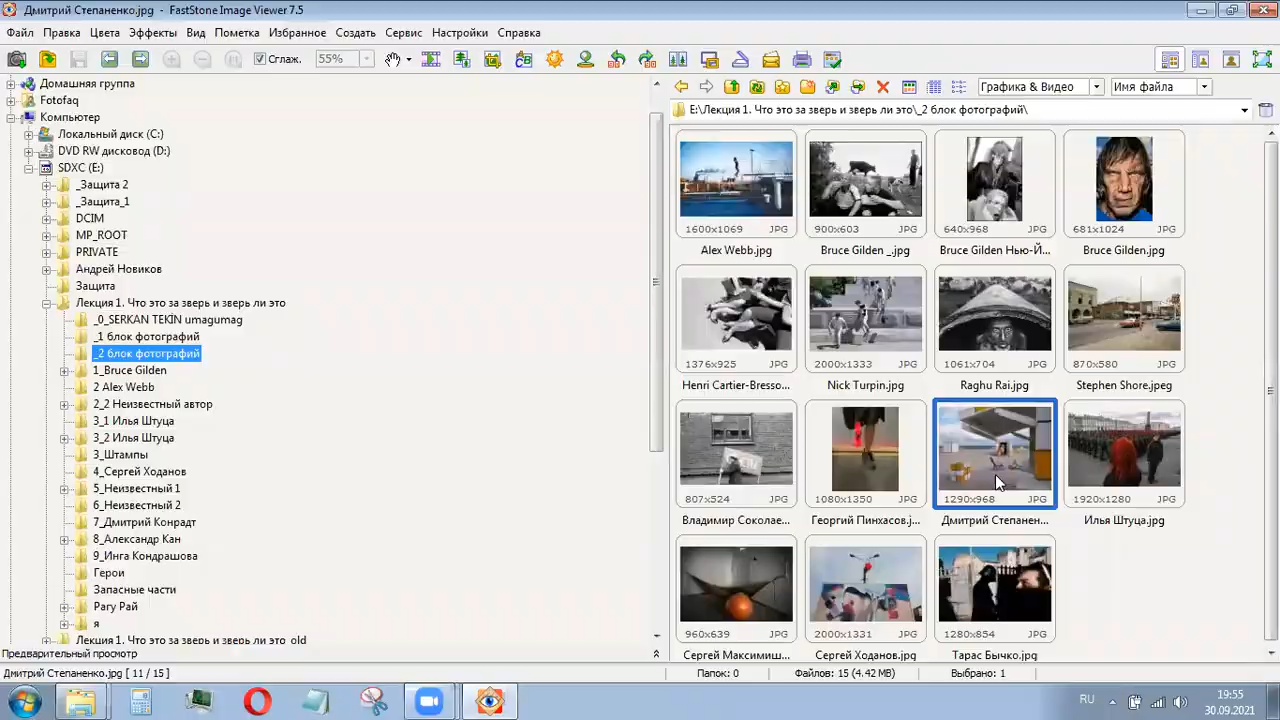 Дмитрий Степаненко.jpg - FastStone Image Viewer 7.5
Файл Правка Цвета Эффекты Вид Пометка Избранное Создать Сервис Настройки Справка
Сглаж. 55%
Графика & Видео Имя файла
E:\Лекция 1. Что это за зверь и зверь ли это\_2 блок фотографий\
Домашняя группа
Fotofaq
Компьютер
Локальный диск (C:)
DVD RW дисковод (D:)
SDXC (E:)
_Защита 2
_Защита_1
DCIM
MP_ROOT
PRIVATE
Андрей Новиков
Защита
Лекция 1. Что это за зверь и зверь ли это
_0_SERKAN TEKİN umagumag
_1 блок фотографий
_2 блок фотографий
1_Bruce Gilden
2 Alex Webb
2_2 Неизвестный автор
3_1 Илья Штуца
3_2 Илья Штуца
3_Штампы
4_Сергей Ходанов
5_Неизвестный 1
6_Неизвестный 2
7_Дмитрий Конрадт
8_Александр Кан
9_Инга Кондрашова
Герои
Запасные части
Рагу Рай
я
Лекция 1. Что это за зверь и зверь ли это_old
Предварительный просмотр
1600x1069 JPG
Alex Webb.jpg
900x603 JPG
Bruce Gilden _.jpg
640x968 JPG
Bruce Gilden Нью-Й...
681x1024 JPG
Bruce Gilden.jpg
1376x925 JPG
Henri Cartier-Bresso...
2000x1333 JPG
Nick Turpin.jpg
1061x704 JPG
Raghu Rai.jpg
870x580 JPG
Stephen Shore.jpeg
807x524 JPG
Владимир Соколае...
1080x1350 JPG
Георгий Пинхасов.j...
1290x968 JPG
Дмитрий Степанен...
1920x1280 JPG
Илья Штуца.jpg
960x639 JPG
Сергей Максимиш...
2000x1331 JPG
Сергей Ходанов.jpg
1280x854 JPG
Тарас Бычко.jpg
Дмитрий Степаненко.jpg [ 11 / 15 ]
Папок: 0
Файлов: 15 (4.42 MB)
Выбрано: 1
RU
19:55
30.09.2021